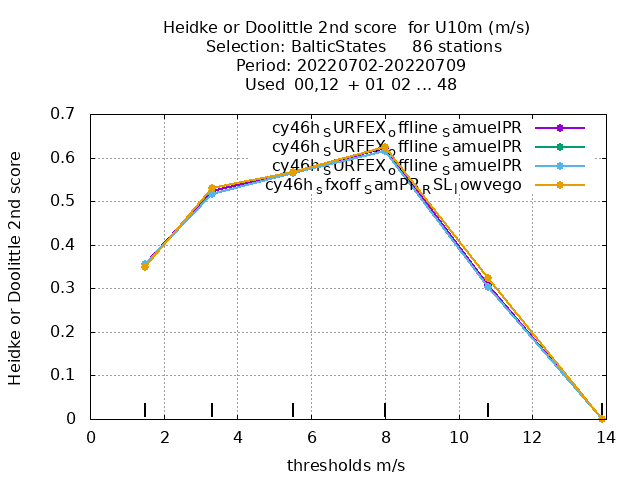 Heidke or Doolittle 2nd score for U10m (m/s)
Selection: BalticStates 86 stations
Period: 20220702-20220709
Used 00,12 + 01 02 ... 48
cy46h_SURFEX_offline_SamuelPR
cy46h_SURFEX_offline_SamuelPR
cy46h_SURFEX_offline_SamuelPR
cy46h_sfxoff_SamPR_RSL_lowvego
Heidke or Doolittle 2nd score
0.7
0.6
0.5
0.4
0.3
0.2
0.1
0
0 2 4 6 8 10 12 14
thresholds m/s